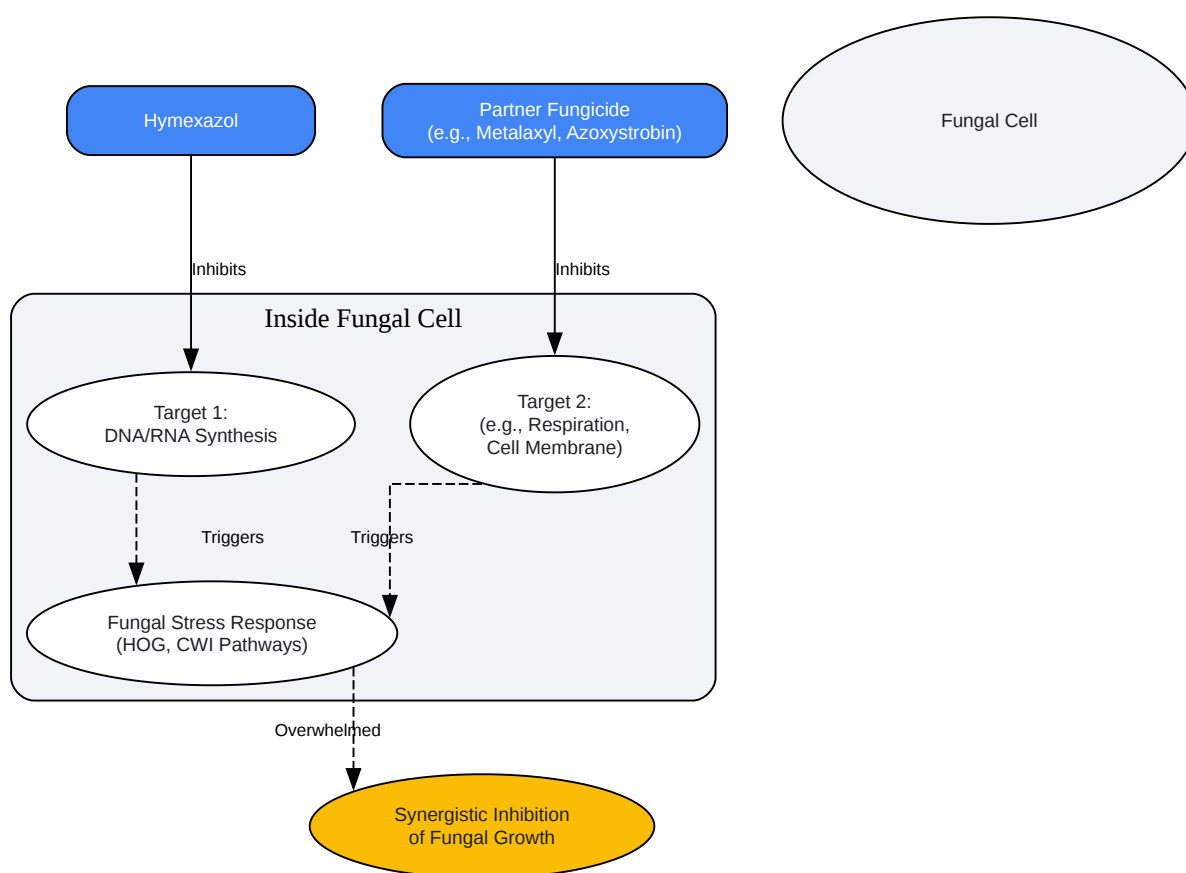 Hymexazol
Partner Fungicide
(e.g., Metalaxyl, Azoxystrobin)
Fungal Cell
Inhibits
Inhibits
Inside Fungal Cell
Target 1:
DNA/RNA Synthesis
Target 2:
(e.g., Respiration,
Cell Membrane)
Triggers
Triggers
Fungal Stress Response
(HOG, CWI Pathways)
Overwhelmed
Synergistic Inhibition
of Fungal Growth